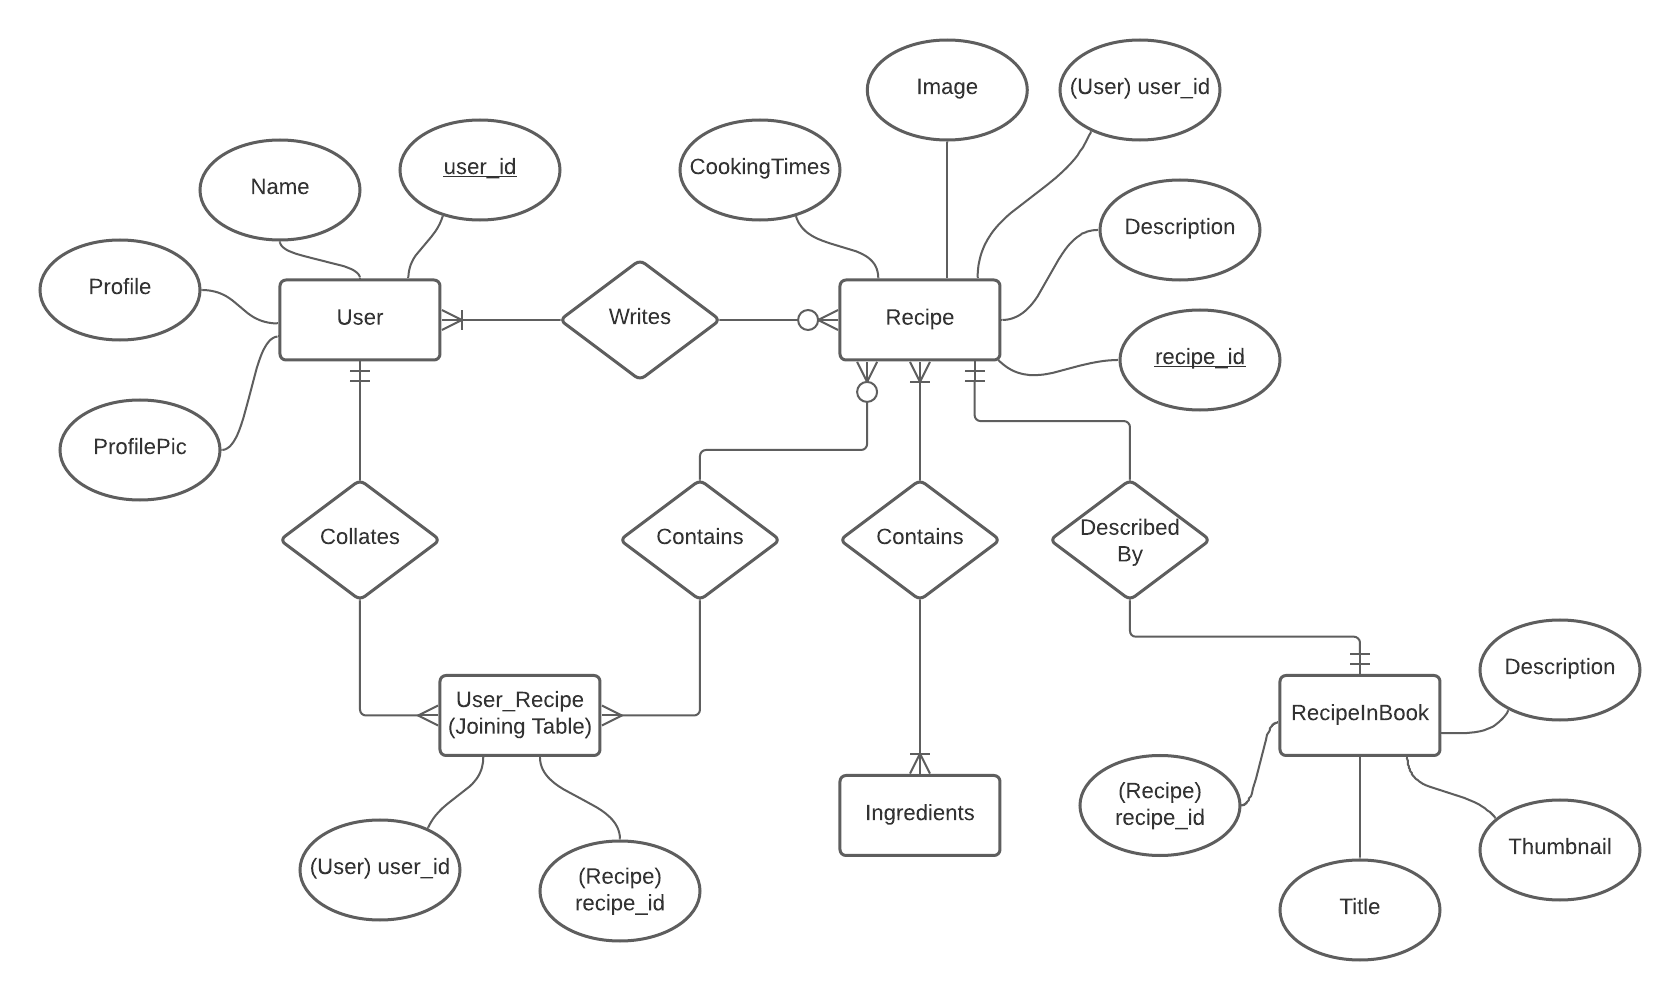 Image
(User) user_id
CookingTimes
user_id
Name
Description
Profile
User
Writes
Recipe
recipe_id
ProfilePic
Collates
Contains
Contains
Described
By
Description
User_Recipe
(Joining Table)
RecipeInBook
(Recipe)
recipe_id
Ingredients
Thumbnail
(User) user_id
(Recipe)
recipe_id
Title